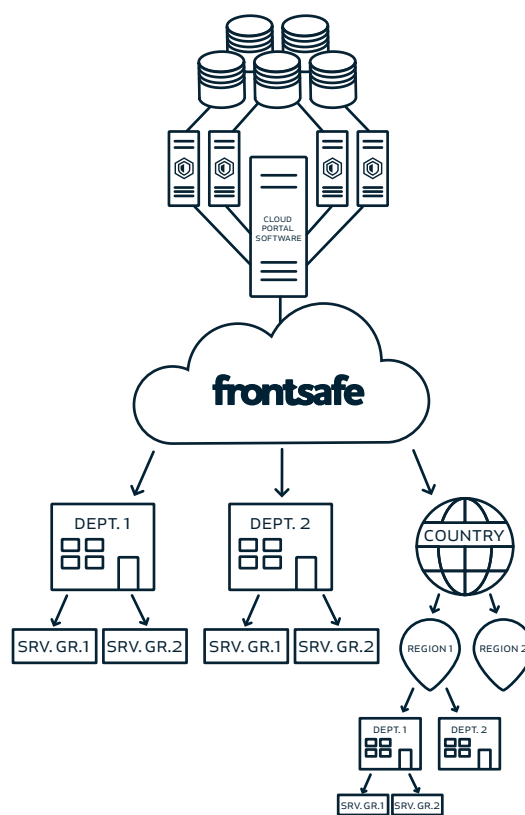 CLOUD
PORTAL
SOFTWARE
frontsafe
DEPT. 1
DEPT. 2
COUNTRY
SRV. GR.1
SRV. GR.2
SRV. GR.1
SRV. GR.2
REGION 1
REGION 2
DEPT. 1
DEPT. 2
SRV. GR.1
SRV. GR.2